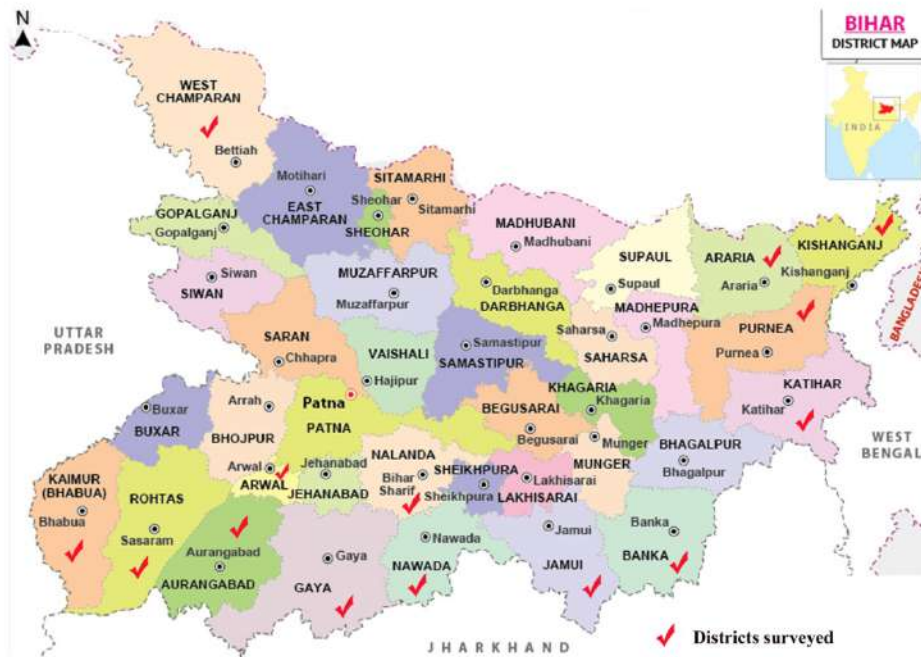 N
BIHAR
DISTRICT MAP
INDIA
WEST
CHAMPARAN
Bettiah
Motihari
EAST
CHAMPARAN
SITAMARHI
Sitamarhi
Sheohar
SHEOHAR
GOPALGANJ
Gopalganj
Siwan
SIWAN
MUZAFFARPUR
Muzaffarpur
MADHUBANI
Madhubani
Darbhanga
DARBHANGA
SUPAUL
Supaul
ARARIA
Araria
KISHANGANJ
Kishanganj
BANGLADESH
UTTAR
PRADESH
SARAN
Chhapra
VAISHALI
Hajipur
Samastipur
SAMASTIPUR
MADHEPURA
Madhepura
Saharsa
SAHARSA
PURNEA
Purnea
KATIHAR
Katihar
WEST
BENGAL
KHAGARIA
Khagaria
BEGUSARAI
Begusarai
Munger
MUNGER
BHAGALPUR
Bhagalpur
Patna
PATNA
Buxar
BUXAR
Arrah
BHOJPUR
Arwal
ARWAL
Jehanabad
JEHANABAD
NALANDA
Bihar
Sharif
SHEIKHPURA
Sheikhpura
Lakhisarai
LAKHISARAI
KAIMUR
(BHABUA)
Bhabua
ROHTAS
Sasaram
Aurangabad
AURANGABAD
Gaya
GAYA
Nawada
NAWADA
Jamui
JAMUI
Banka
BANKA
JHARKHAND
Districts surveyed